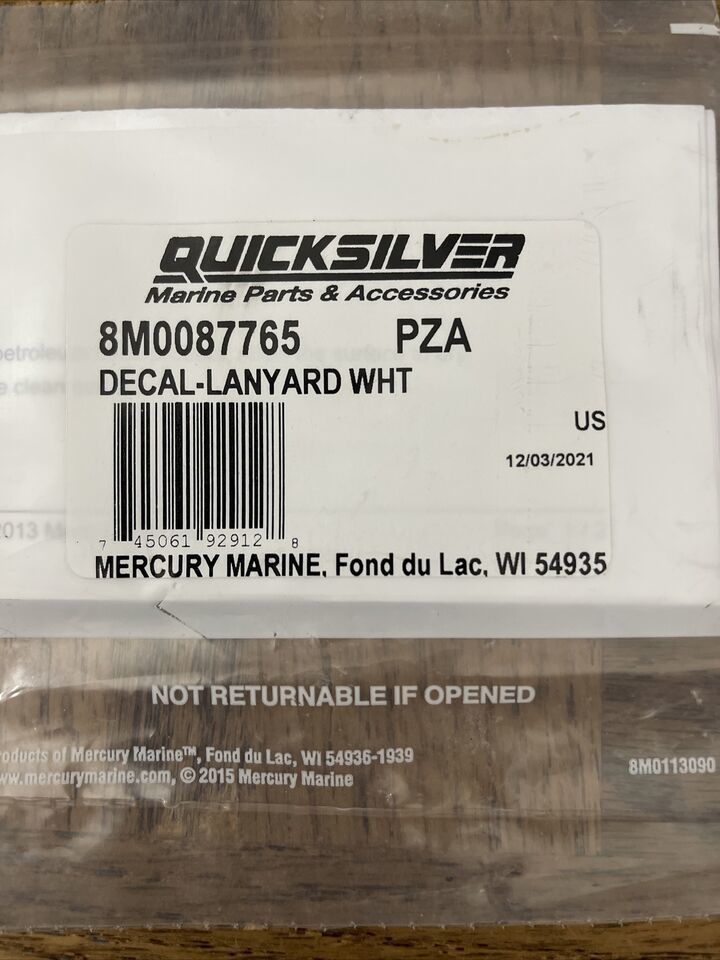 QUICKSILVER
Marine Parts & Accessories
8M0087765 PZA
DECAL-LANYARD WHT
US
12/03/2021
7 45061 92912 8
2013 M
MERCURY MARINE, Fond du Lac, WI 54935
NOT RETURNABLE IF OPENED
roducts of Mercury Marine™, Fond du Lac, WI 54936-1939
ww.mercurymarine.com, © 2015 Mercury Marine
8M0113090